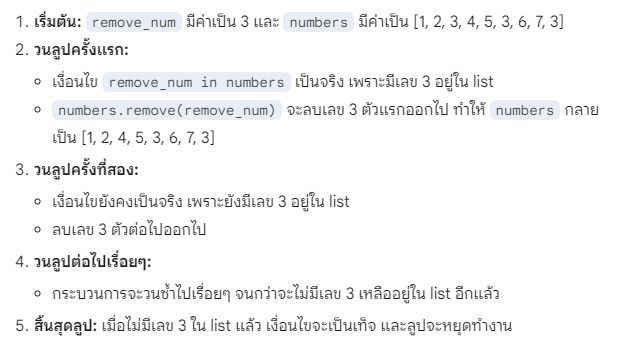 1. เริ่มต้น: remove_num มีค่าเป็น 3 และ numbers มีค่าเป็น [1, 2, 3, 4, 5, 3, 6, 7, 3]
2. วนลูปครั้งแรก:
○ เงื่อนไข remove_num in numbers เป็นจริง เพราะมีเลข 3 อยู่ใน list
○ numbers.remove(remove_num) จะลบเลข 3 ตัวแรกออกไป ทำให้ numbers กลาย
เป็น [1, 2, 4, 5, 3, 6, 7, 3]
3. วนลูปครั้งที่สอง:
○ เงื่อนไขยังคงเป็นจริง เพราะยังมีเลข 3 อยู่ใน list
○ ลบเลข 3 ตัวต่อไปออกไป
4. วนลูปต่อไปเรื่อยๆ:
○ กระบวนการจะวนซ้ำไปเรื่อยๆ จนกว่าจะไม่มีเลข 3 เหลืออยู่ใน list อีกแล้ว
5. สิ้นสุดลูป: เมื่อไม่มีเลข 3 ใน list แล้ว เงื่อนไขจะเป็นเท็จ และลูปจะหยุดทำงาน